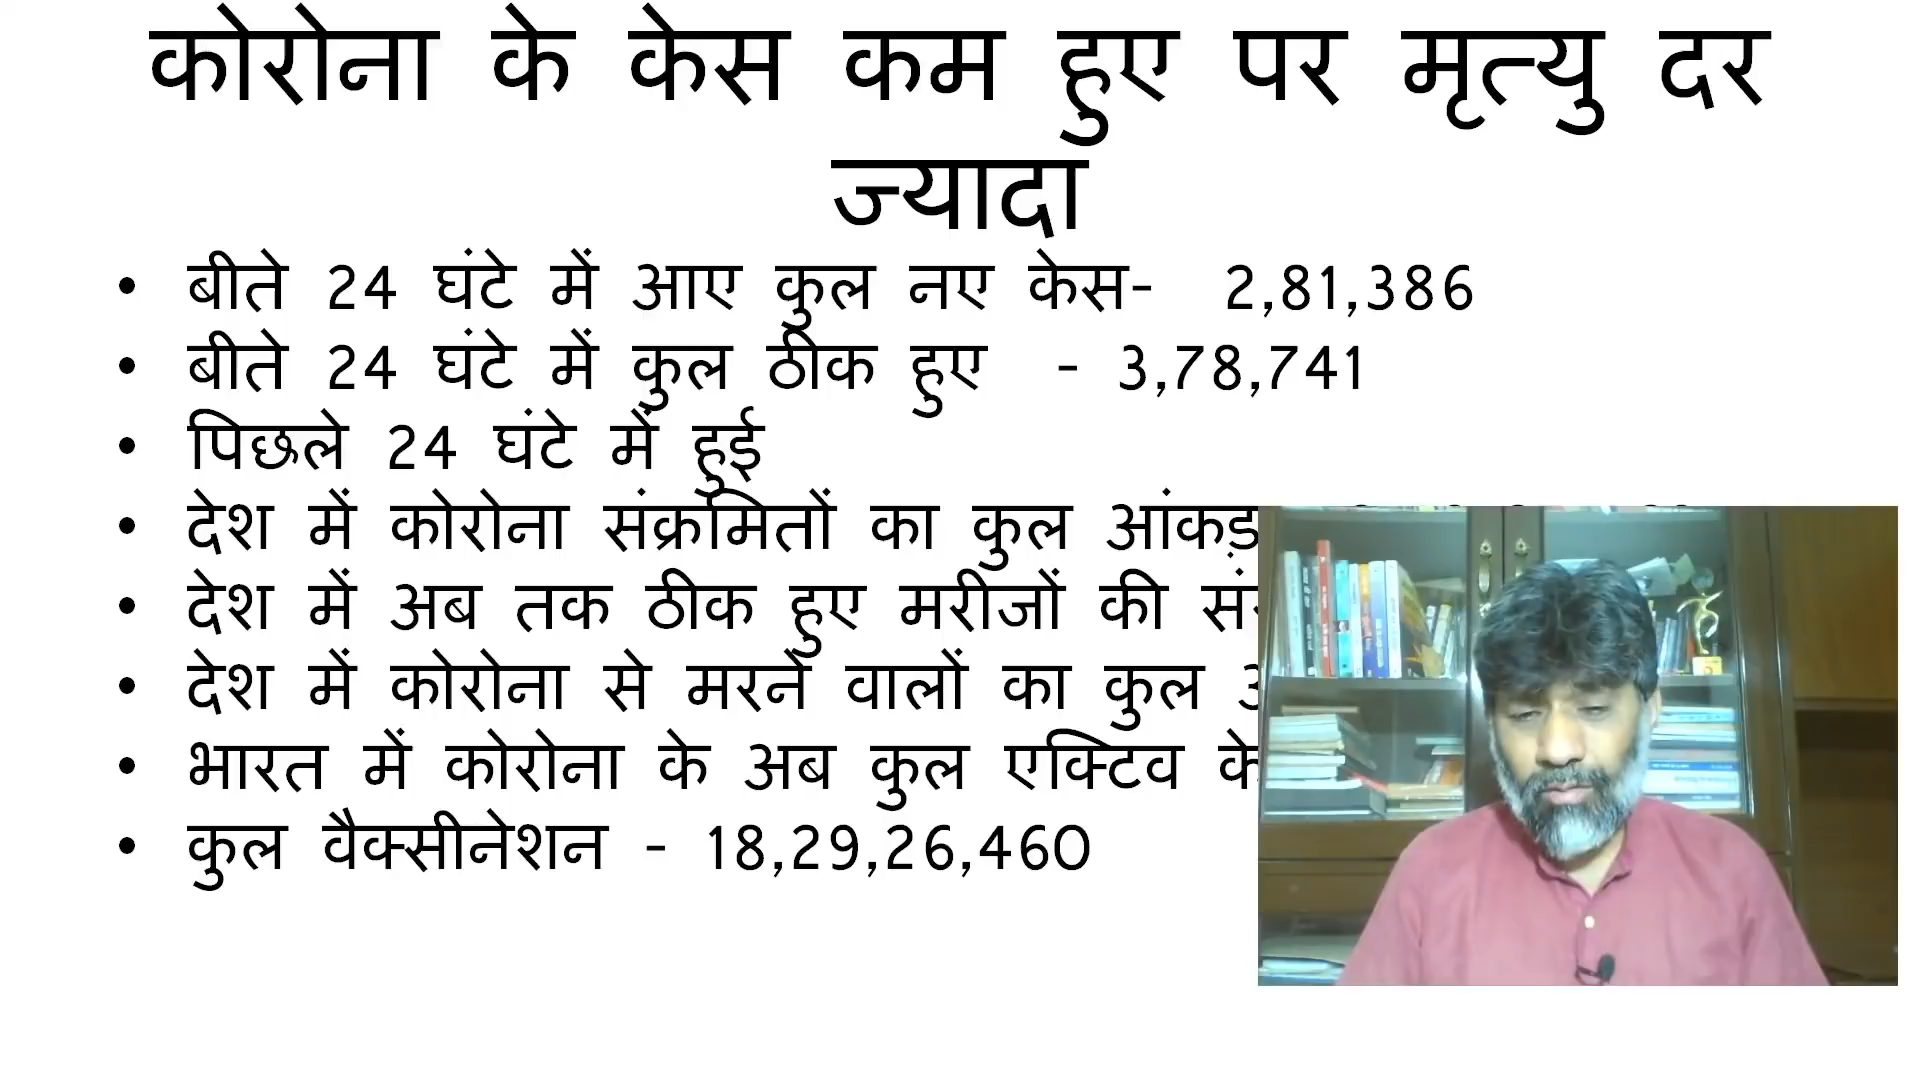 कोरोना के केस कम हुए पर मृत्यु दर
ज्यादा
• बीते 24 घंटे में आए कुल नए केस- 2,81,386
• बीते 24 घंटे में कुल ठीक हुए - 3,78,741
• पिछले 24 घंटे में हुई
• देश में कोरोना संक्रमितों का कुल
• देश में अब तक ठीक हुए मरीजों की
• देश में कोरोना से मरने वालों का कुल
• भारत में कोरोना के अब कुल एक्टिव
• कुल वैक्सीनेशन - 18,29,26,460